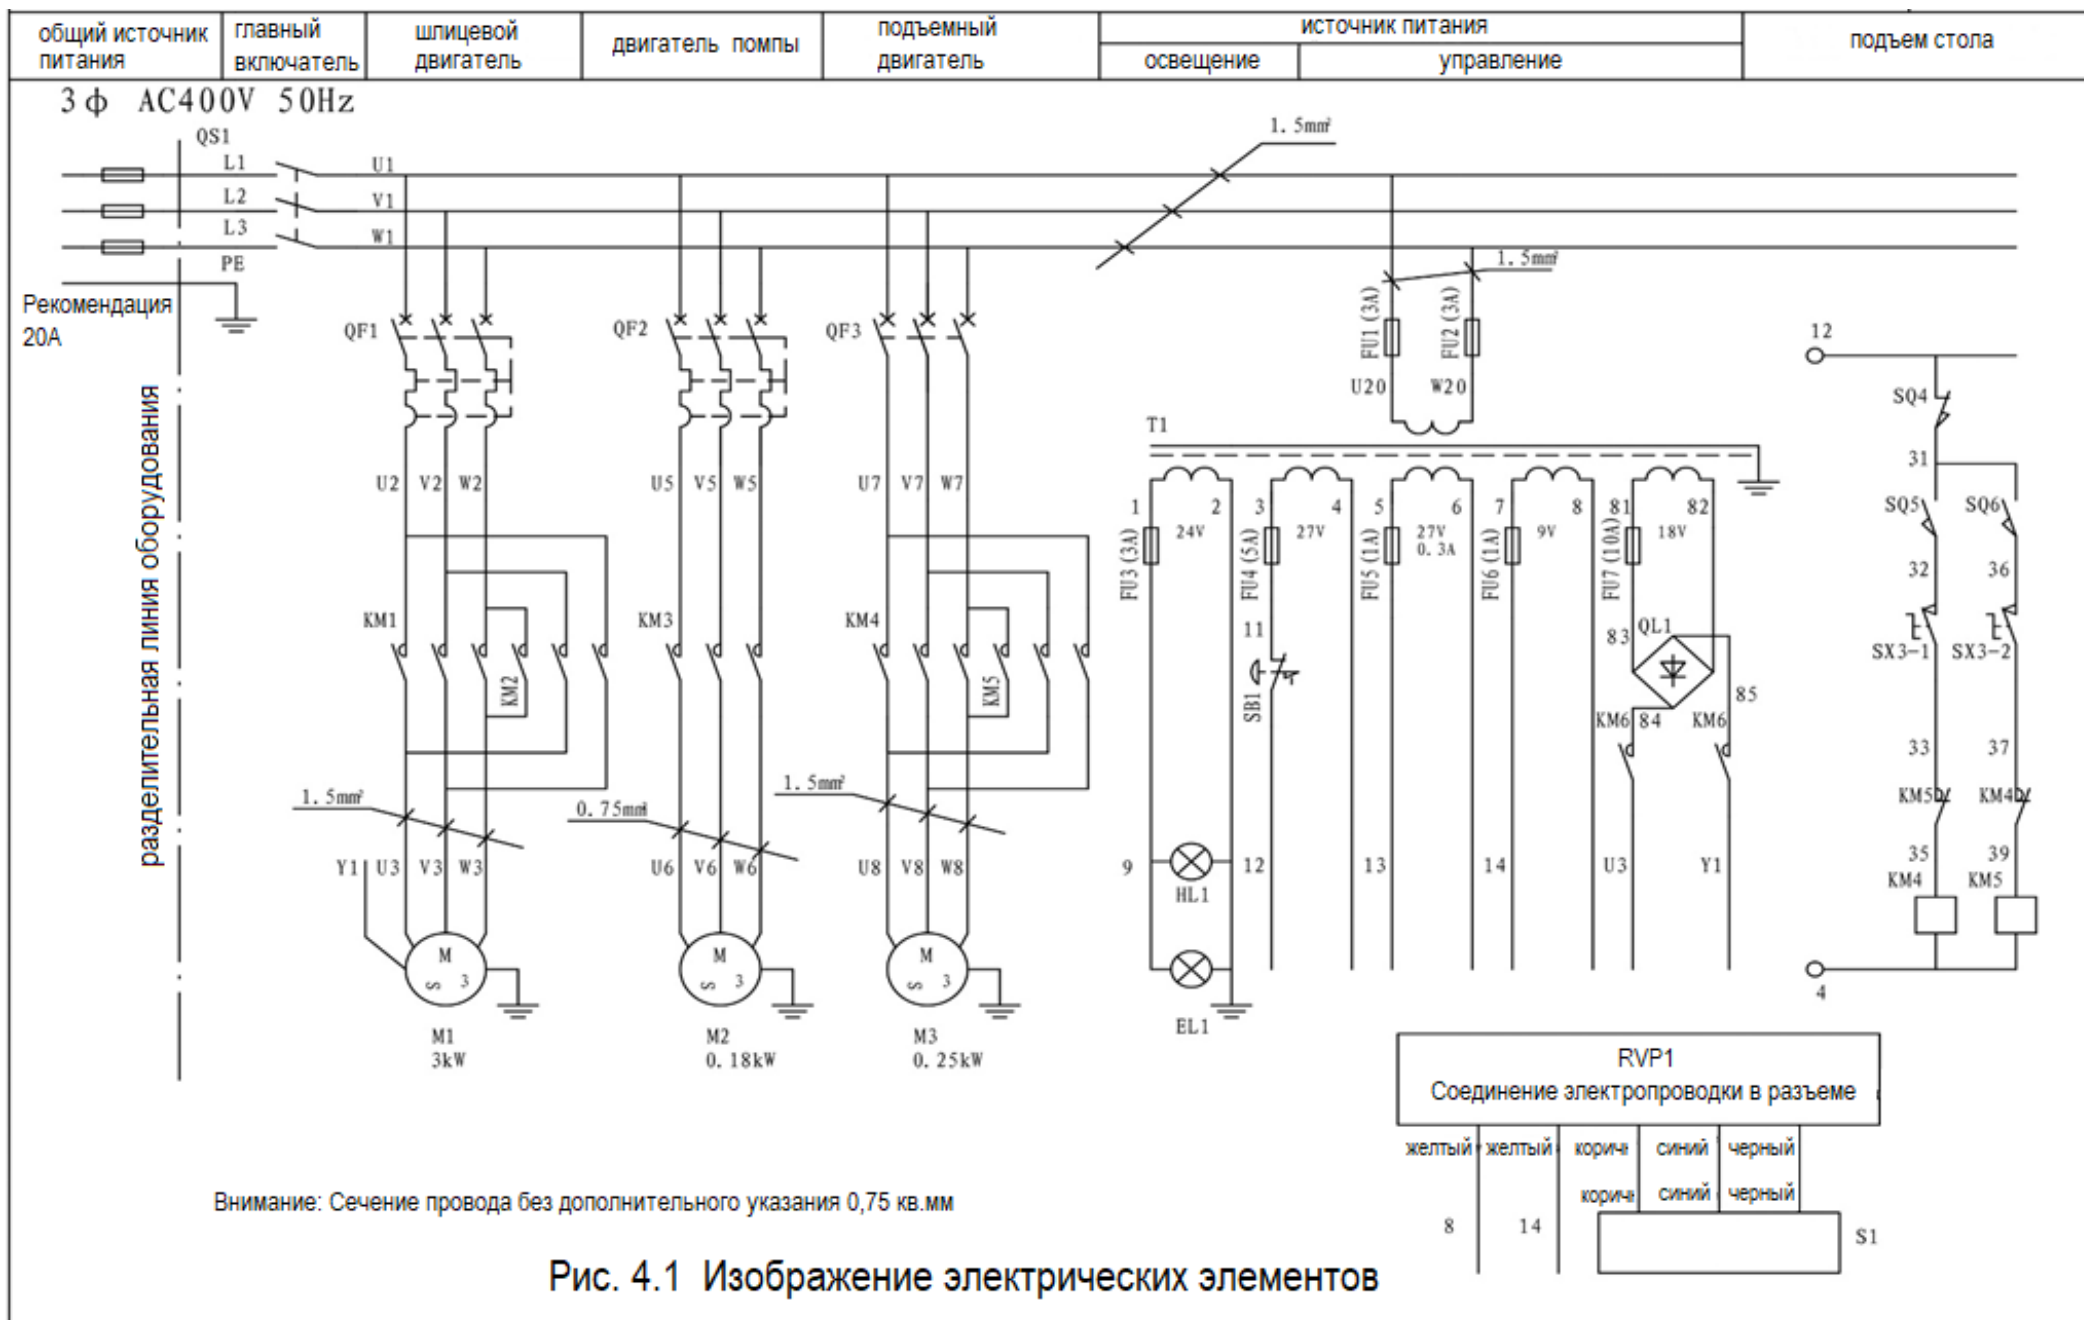 общий источник
питания
главный
включатель
шлицевой
двигатель
двигатель помпы
подъемный
двигатель
источник питания
освещение
управление
подъем стола
3ф AC400V 50Hz
QS1
L1
U1
L2
V1
L3
W1
PE
Рекомендация
20А
разделительная линия оборудования
1.5mm²
1.5mm²
QF1
QF2
QF3
FU1(3A)
FU2(3A)
U20
W20
T1
12
SQ4
31
U2
V2
W2
U5
V5
W5
U7
V7
W7
1
2
3
4
5
6
7
8
81
82
FU3(3A)
24V
FU4(5A)
27V
FU5(1A)
27V
0.3A
FU6(1A)
9V
FU7(10A)
18V
SQ5
SQ6
32
36
KM1
KM2
KM3
KM4
KM5
11
SB1
83
QL1
SX3-1
SX3-2
85
KM6
84
KM6
33
37
KM5
KM4
1.5mm²
0.75mm²
1.5mm²
Y1
U3
V3
W3
U6
V6
W6
U8
V8
W8
9
HL1
12
13
14
U3
Y1
35
39
KM4
KM5
M
S
3
M
S
3
M
S
3
EL1
4
M1
3kW
M2
0.18kW
M3
0.25kW
RVP1
Соединение электропроводки в разъеме
желтый
желтый
коричн
синий
черный
коричн
синий
черный
8
14
S1
Внимание: Сечение провода без дополнительного указания 0,75 кв.мм
Рис. 4.1 Изображение электрических элементов